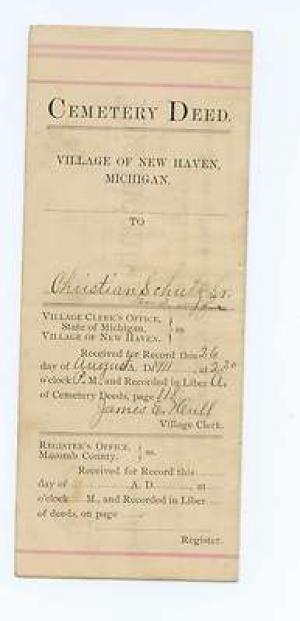 CEMETERY DEED.
VILLAGE OF NEW HAVEN,
MICHIGAN.
TO
Christian Schultz Sr.
VILLAGE CLERK'S OFFICE,
State of Michigan, } ss.
VILLAGE OF NEW HAVEN.
Received for Record this 26
day of August A. D. 1911, at 2.30
o'clock P. M., and Recorded in Liber A.
of Cemetery Deeds, page 112
James E.
Village Clerk.
REGISTER'S OFFICE, } ss.
Macomb County.
Received for Record this
day of A. D. , at
o'clock M., and Recorded in Liber
of deeds, on page
Register.